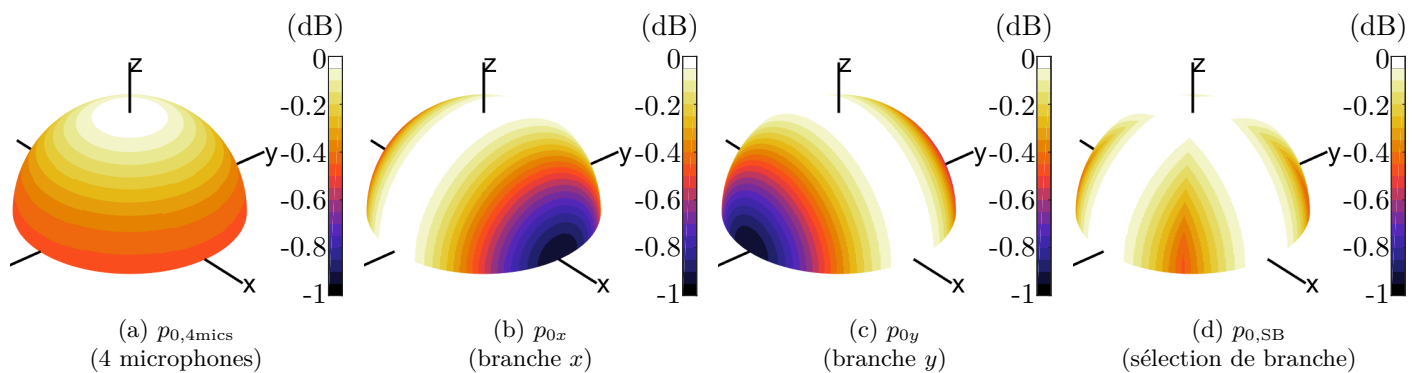 (dB) (dB) (dB) (dB)
z z z z
0 0 0 0
-0.2 -0.2 -0.2 -0.2
y y y y
-0.4 -0.4 -0.4 -0.4
-0.6 -0.6 -0.6 -0.6
-0.8 -0.8 -0.8 -0.8
x x x x
-1 -1 -1 -1
(a) p0,4mics (b) p0x (c) p0y (d) p0,SB
(4 microphones) (branche x) (branche y) (sélection de branche)